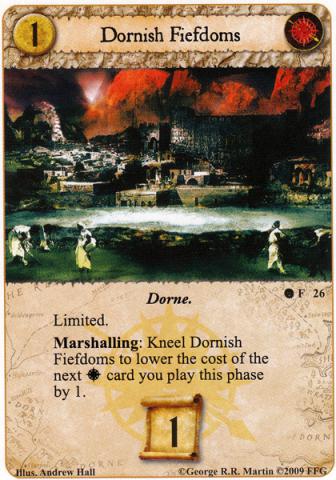 1 Dornish Fiefdoms
F 26
Dorne.
Limited.
Marshalling: Kneel Dornish
Fiefdoms to lower the cost of the
next card you play this phase
by 1.
1
DORNE
Illus. Andrew Hall ©George R.R. Martin ©2009 FFG